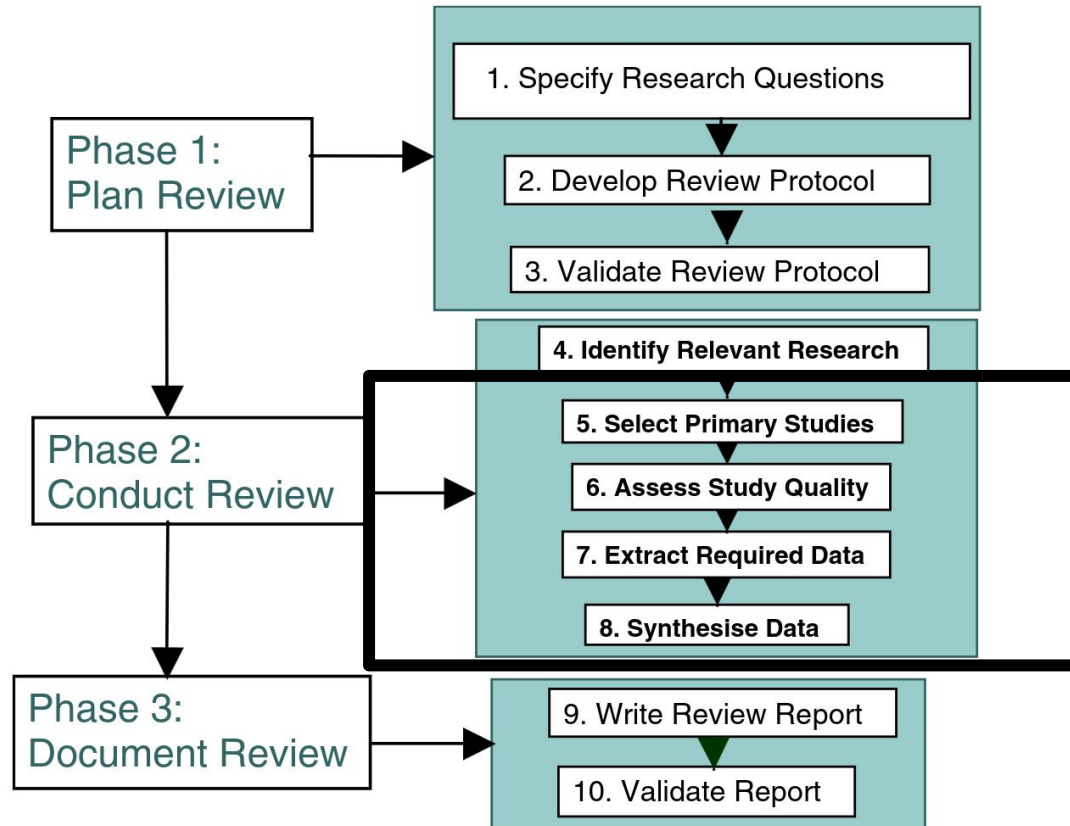 1. Specify Research Questions
Phase 1:
Plan Review
2. Develop Review Protocol
3. Validate Review Protocol
4. Identify Relevant Research
Phase 2:
Conduct Review
5. Select Primary Studies
6. Assess Study Quality
7. Extract Required Data
8. Synthesise Data
Phase 3:
Document Review
9. Write Review Report
10. Validate Report